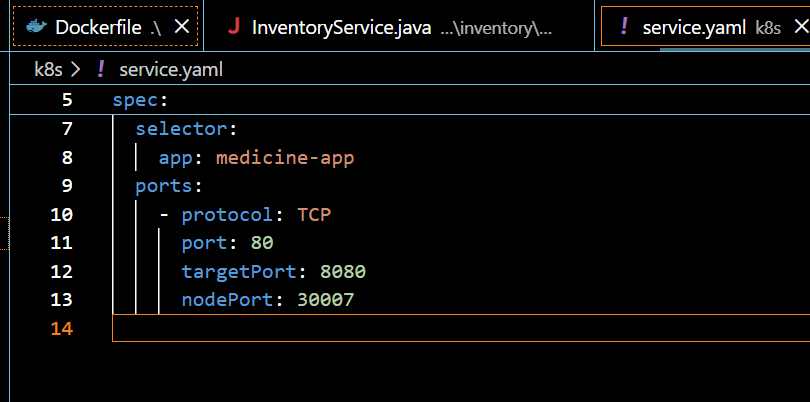 Dockerfile .\ X InventoryService.java ...\inventory\... ! service.yaml k8s X
k8s > ! service.yaml
5 spec:
7 selector:
8 app: medicine-app
9 ports:
10 - protocol: TCP
11 port: 80
12 targetPort: 8080
13 nodePort: 30007
14